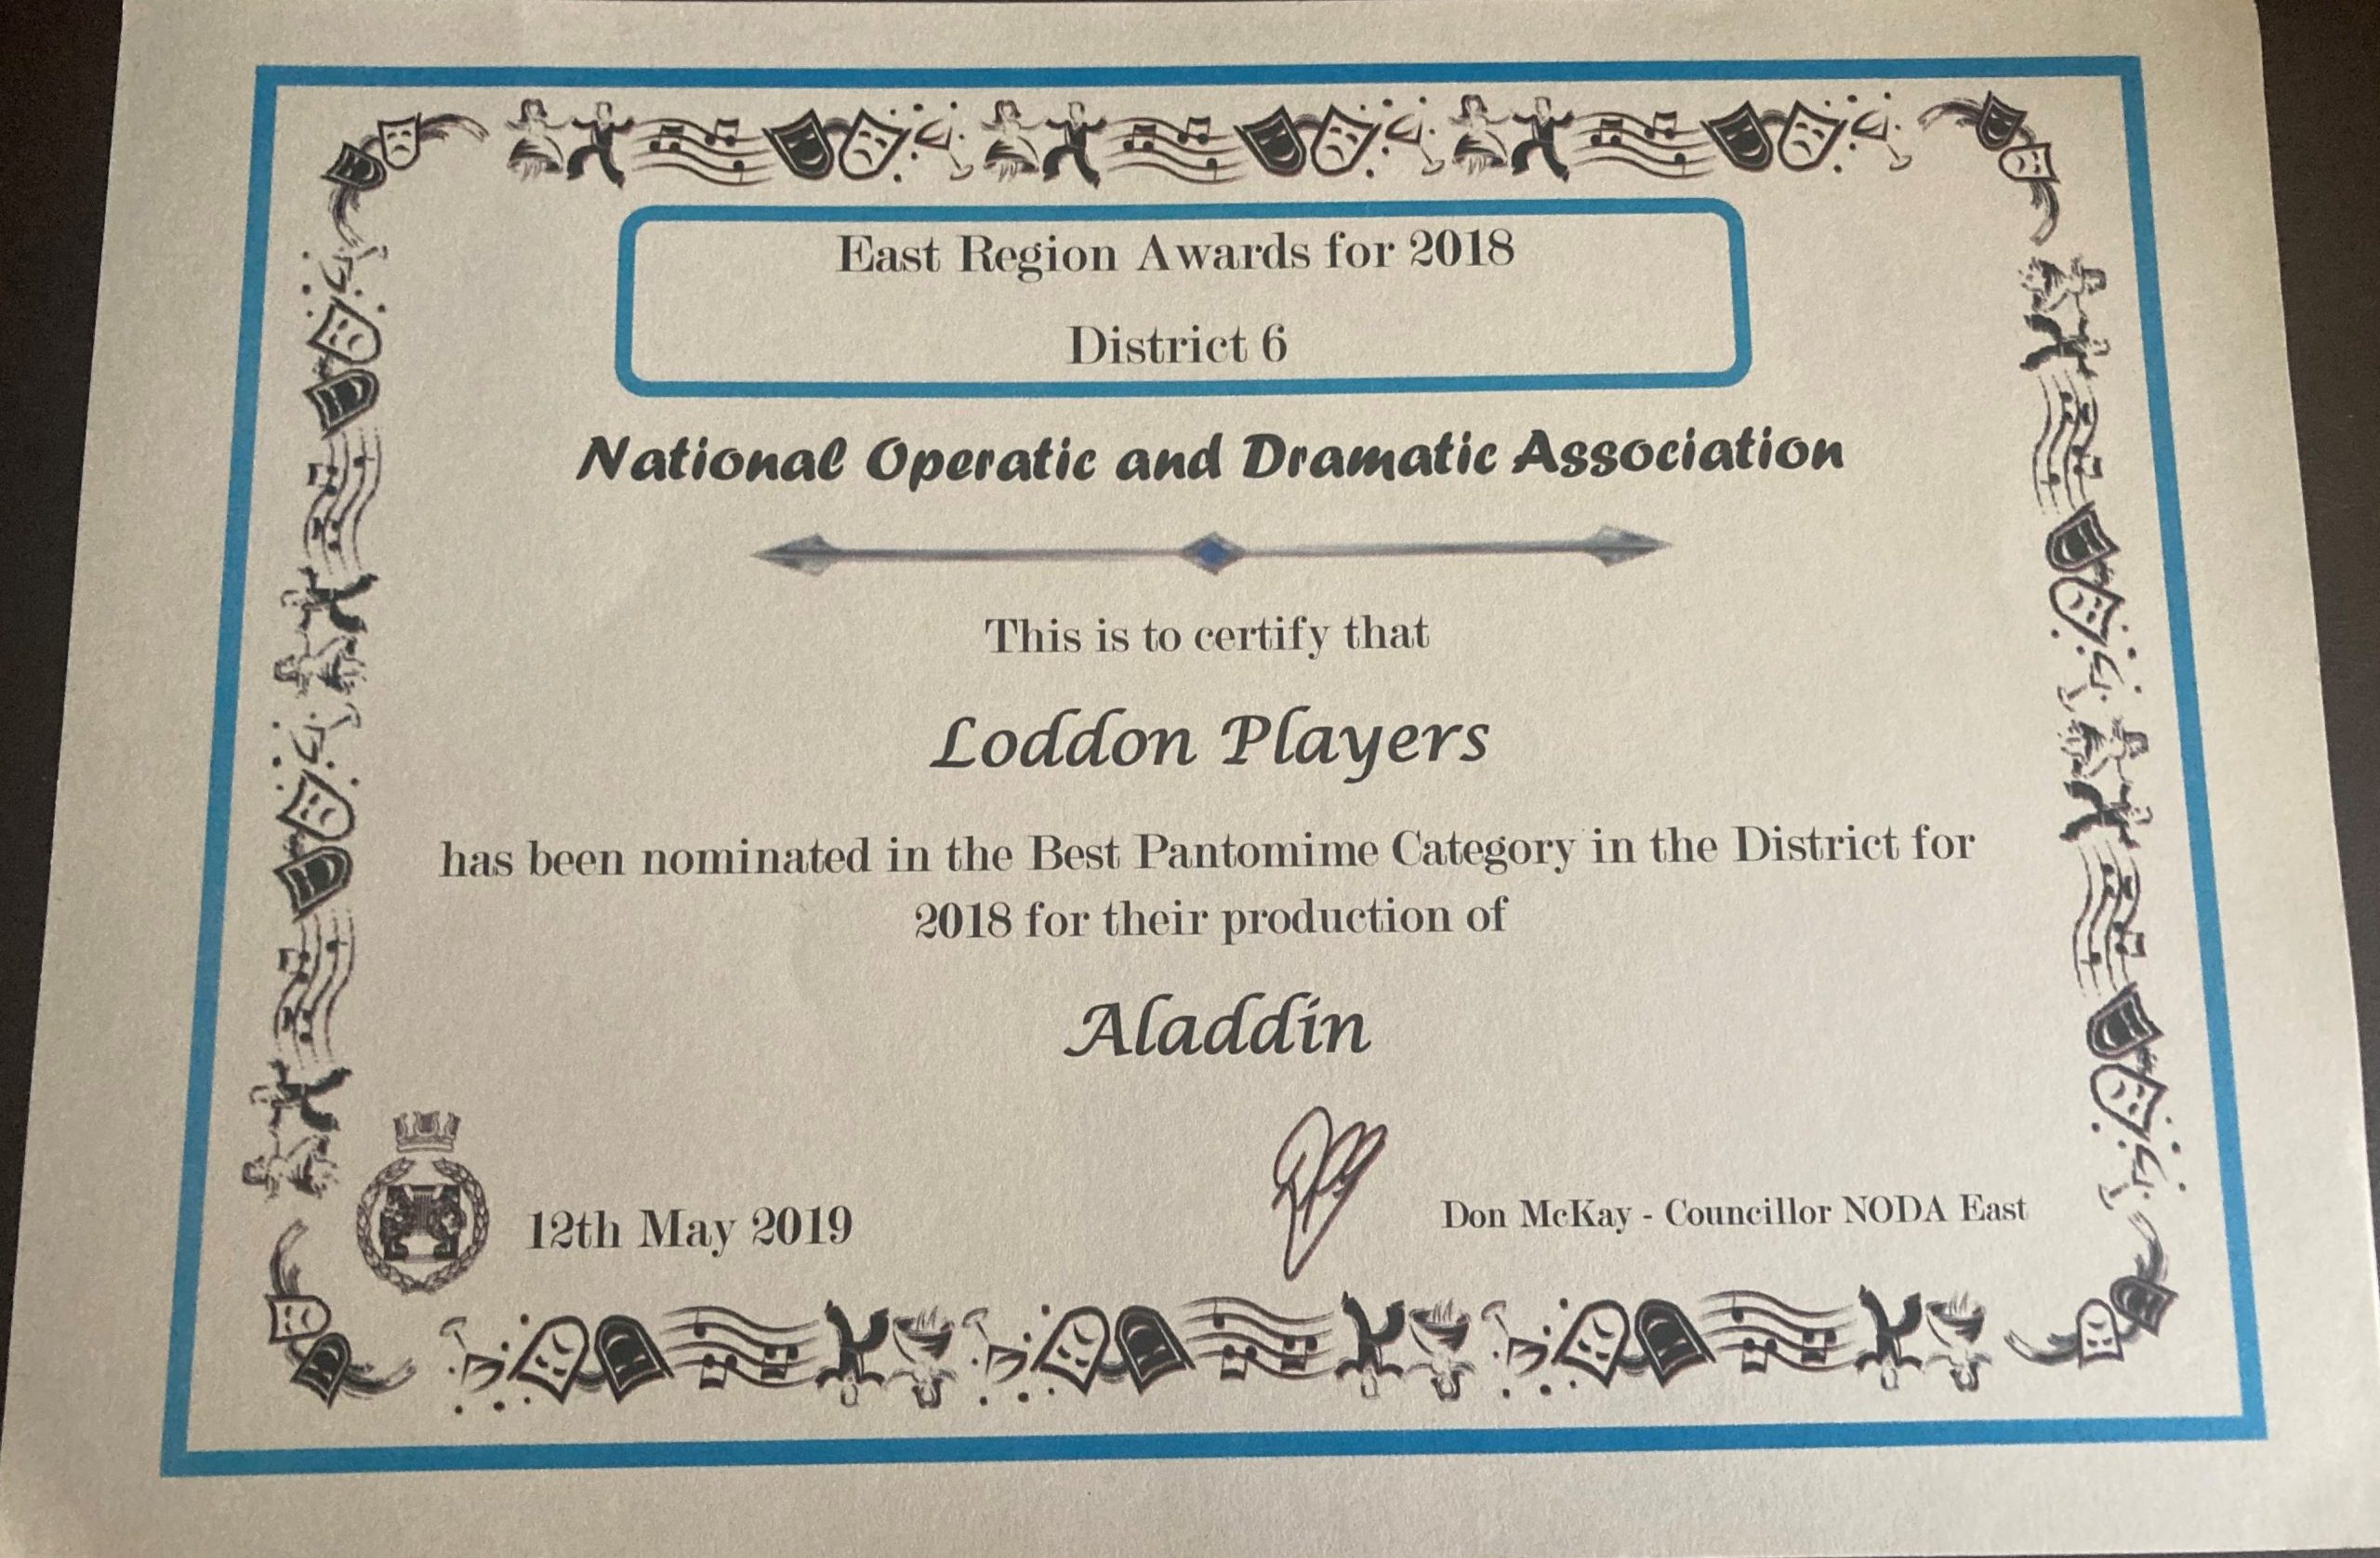 East Region Awards for 2018
District 6
National Operatic and Dramatic Association
This is to certify that
Loddon Players
has been nominated in the Best Pantomime Category in the District for
2018 for their production of
Aladdin
12th May 2019
Don McKay - Councillor NODA East